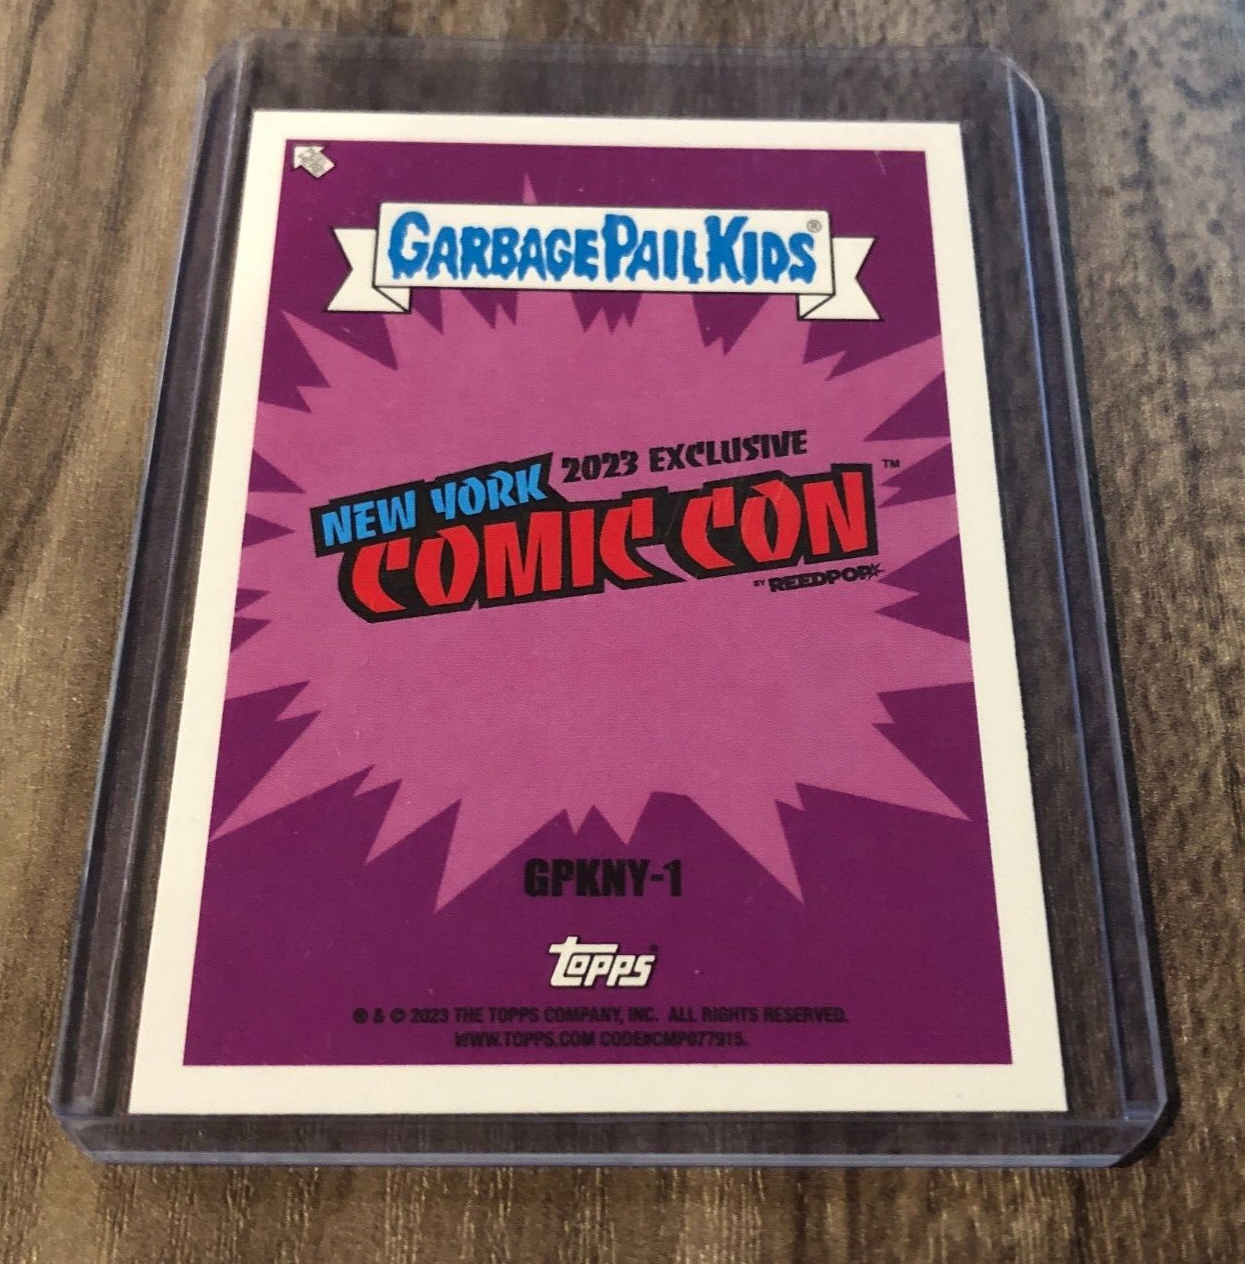 GARBAGE PAIL KIDS®
2023 EXCLUSIVE
NEW YORK
COMIC CON™
BY REEDPOP
GPKNY-1
topps®
® & © 2023 THE TOPPS COMPANY, INC. ALL RIGHTS RESERVED.
WWW.TOPPS.COM CODE#CMP077915.